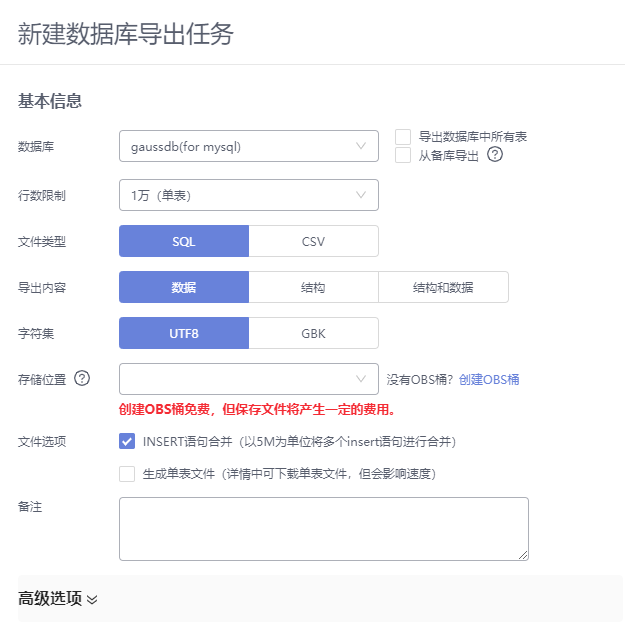 新建数据库导出任务
基本信息
数据库
gaussdb(for mysql)
导出数据库中所有表
从备库导出 ?
行数限制
1万（单表）
文件类型
SQL
CSV
导出内容
数据
结构
结构和数据
字符集
UTF8
GBK
存储位置 ?
没有OBS桶？创建OBS桶
创建OBS桶免费，但保存文件将产生一定的费用。
文件选项
INSERT语句合并（以5M为单位将多个insert语句进行合并）
生成单表文件（详情中可下载单表文件，但会影响速度）
备注
高级选项